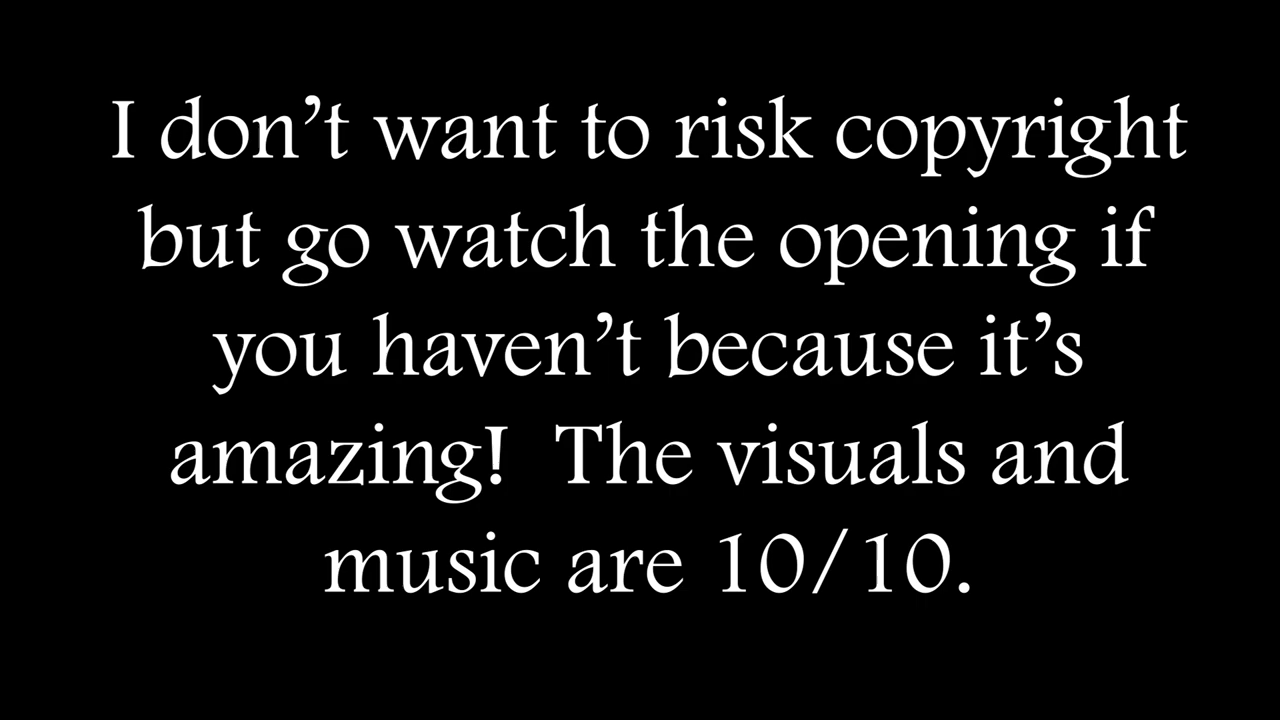 I don’t want to risk copyright
but go watch the opening if
you haven’t because it’s
amazing!  The visuals and
music are 10/10.